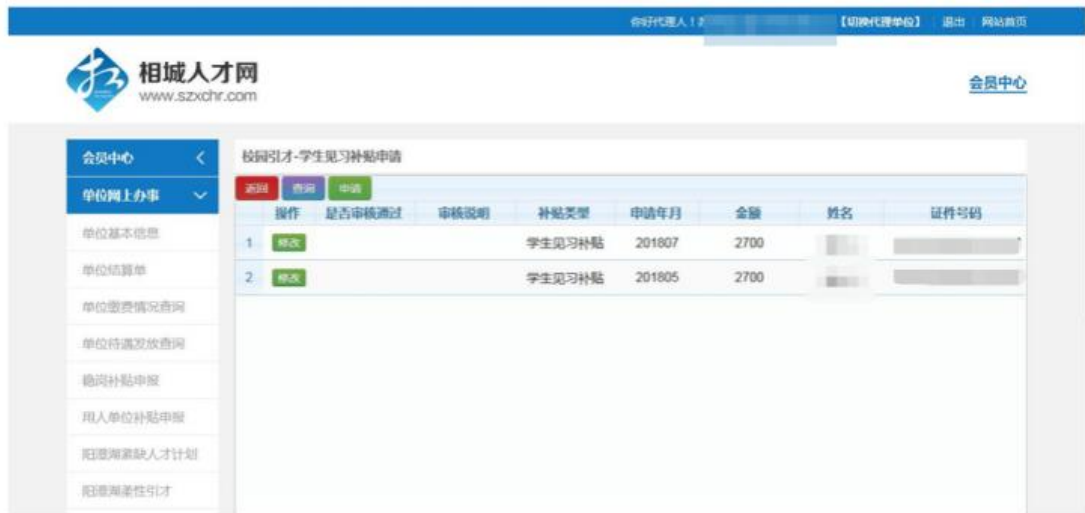 你好代理人！ 【切换代理单位】 退出 网站首页
相城人才网
www.szxchr.com
会员中心
会员中心
单位网上办事
单位基本信息
单位结算单
单位缴费情况查询
单位待遇发放查询
稳岗补贴申报
用人单位补贴申报
阳澄湖紧缺人才计划
阳澄湖柔性引才
校园引才-学生见习补贴申请
返回 查询 申请
操作 是否审核通过 审核说明 补贴类型 申请年月 金额 姓名 证件号码
1 修改 学生见习补贴 201807 2700
2 修改 学生见习补贴 201805 2700